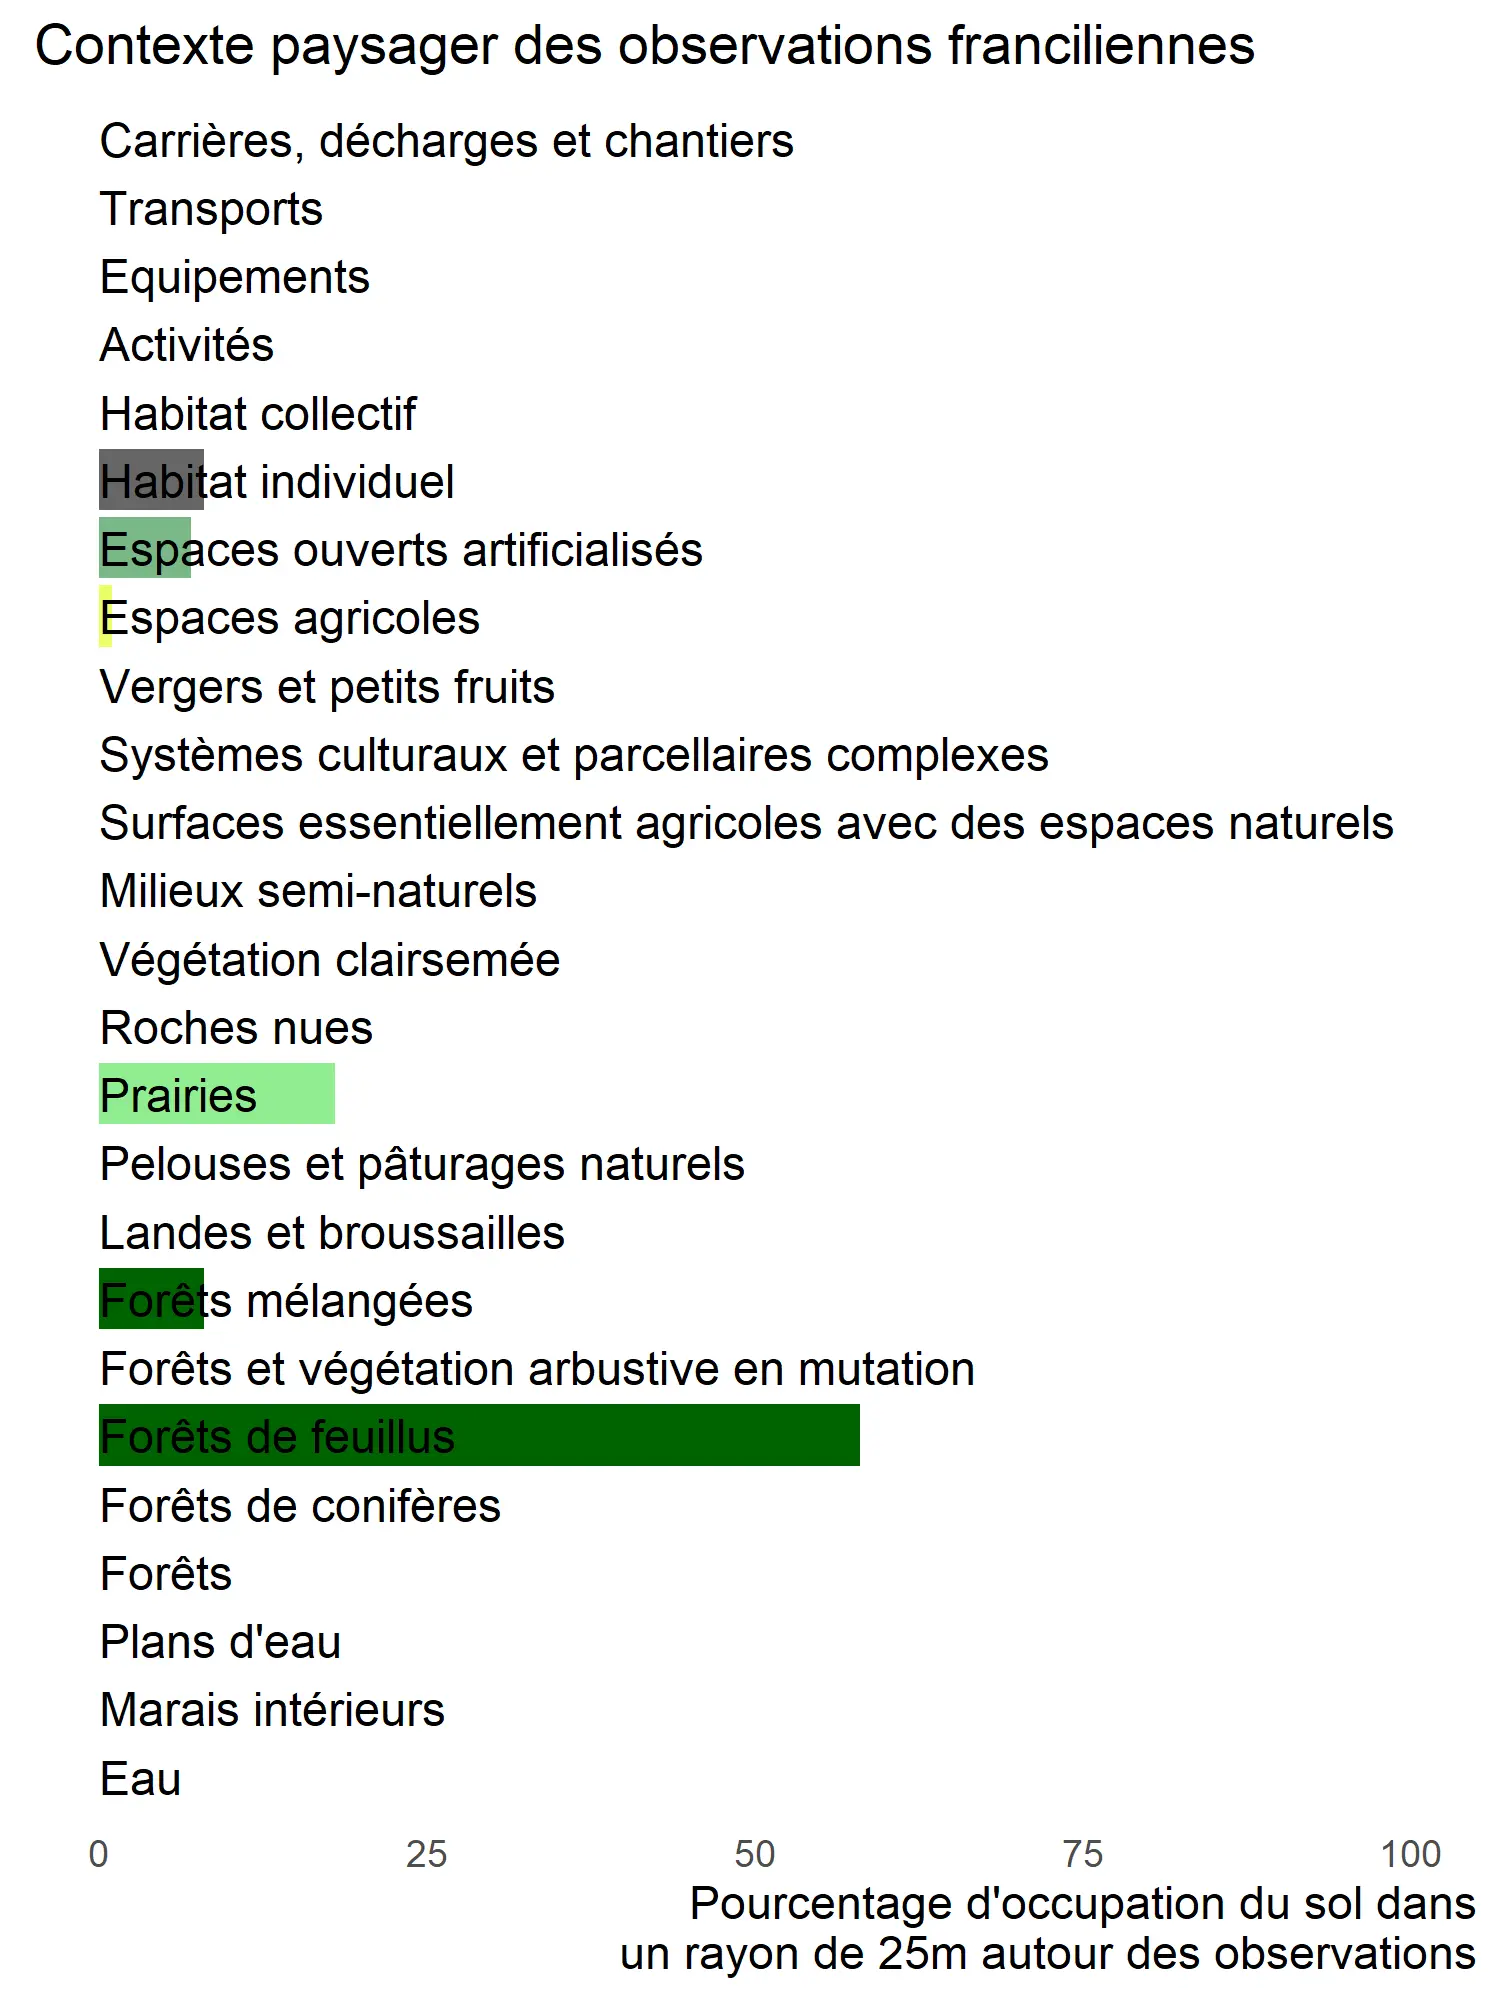 Contexte paysager des observations franciliennes
Carrières, décharges et chantiers
Transports
Equipements
Activités
Habitat collectif
Habitat individuel
Espaces ouverts artificialisés
Espaces agricoles
Vergers et petits fruits
Systèmes culturaux et parcellaires complexes
Surfaces essentiellement agricoles avec des espaces naturels
Milieux semi-naturels
Végétation clairsemée
Roches nues
Prairies
Pelouses et pâturages naturels
Landes et broussailles
Forêts mélangées
Forêts et végétation arbustive en mutation
Forêts de feuillus
Forêts de conifères
Forêts
Plans d'eau
Marais intérieurs
Eau
0 25 50 75 100
Pourcentage d'occupation du sol dans
un rayon de 25m autour des observations